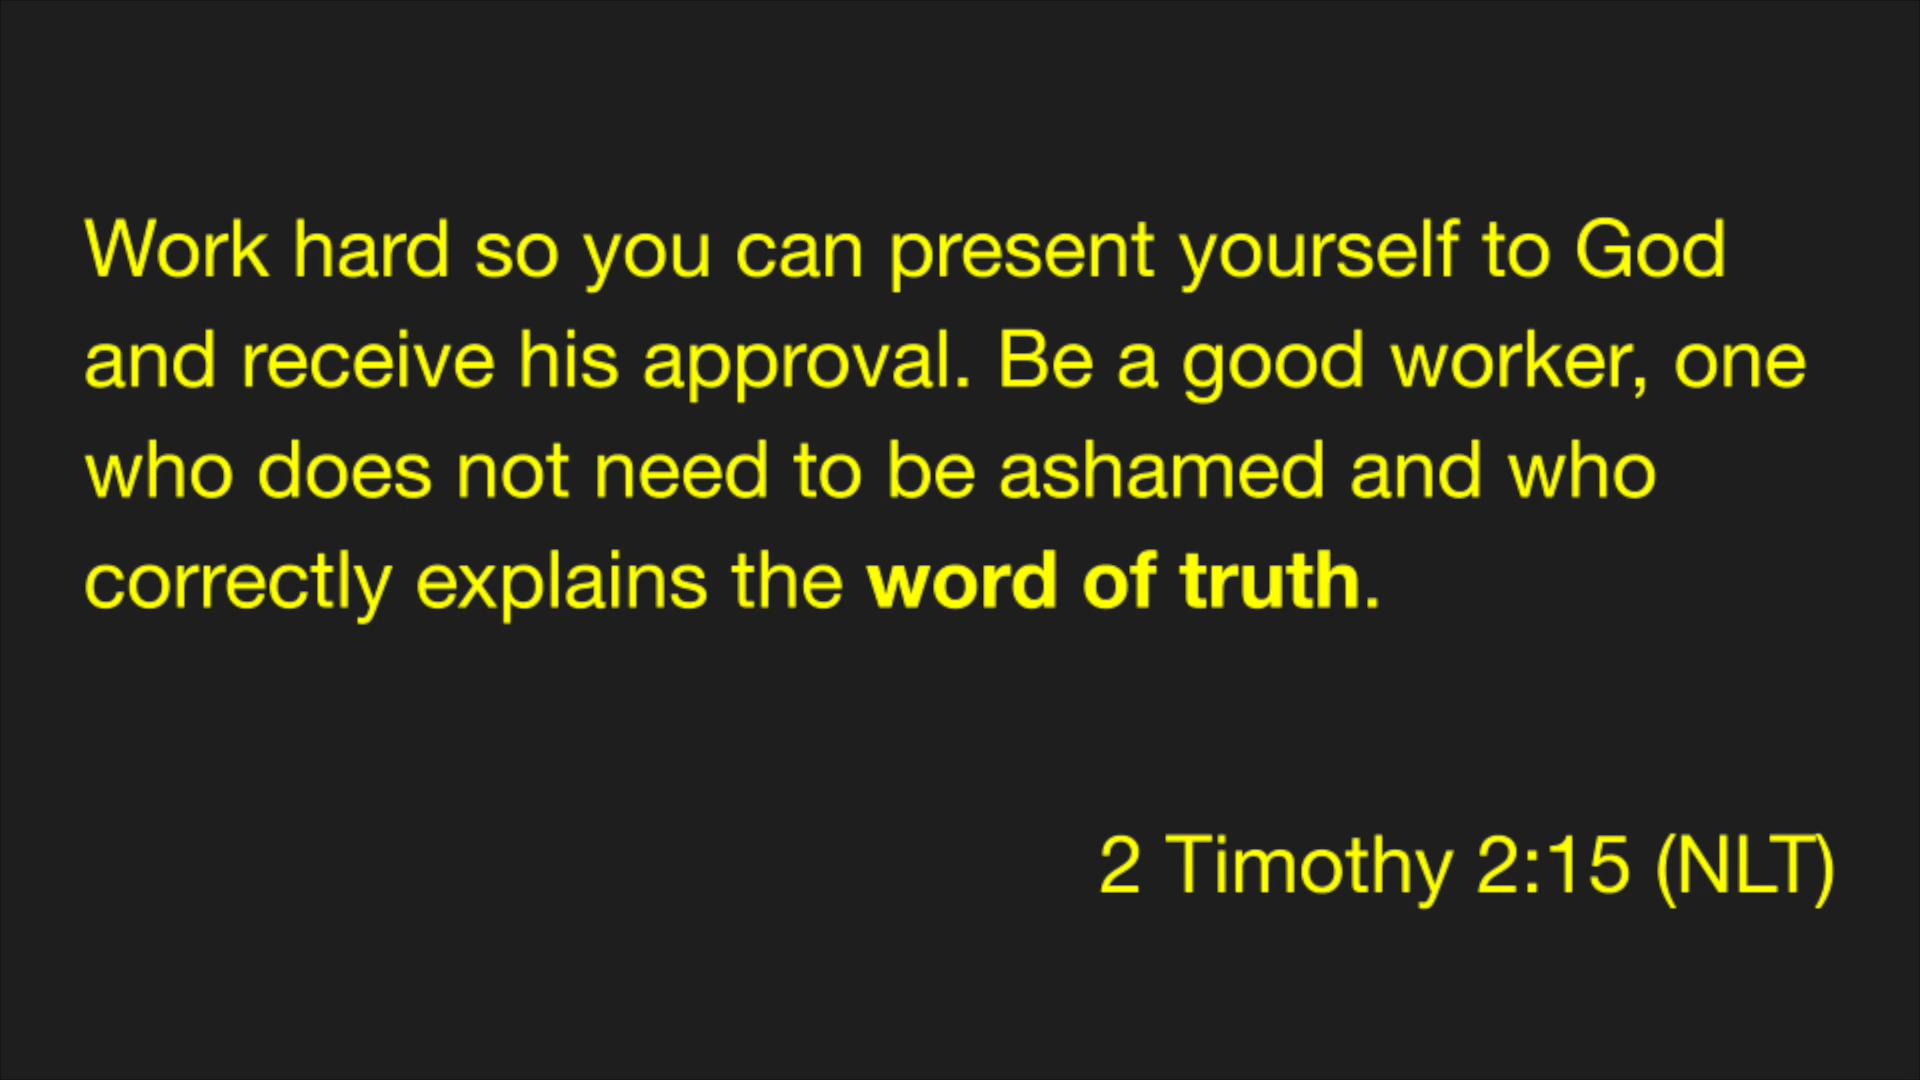 Work hard so you can present yourself to God
and receive his approval. Be a good worker, one
who does not need to be ashamed and who
correctly explains the word of truth.
2 Timothy 2:15 (NLT)